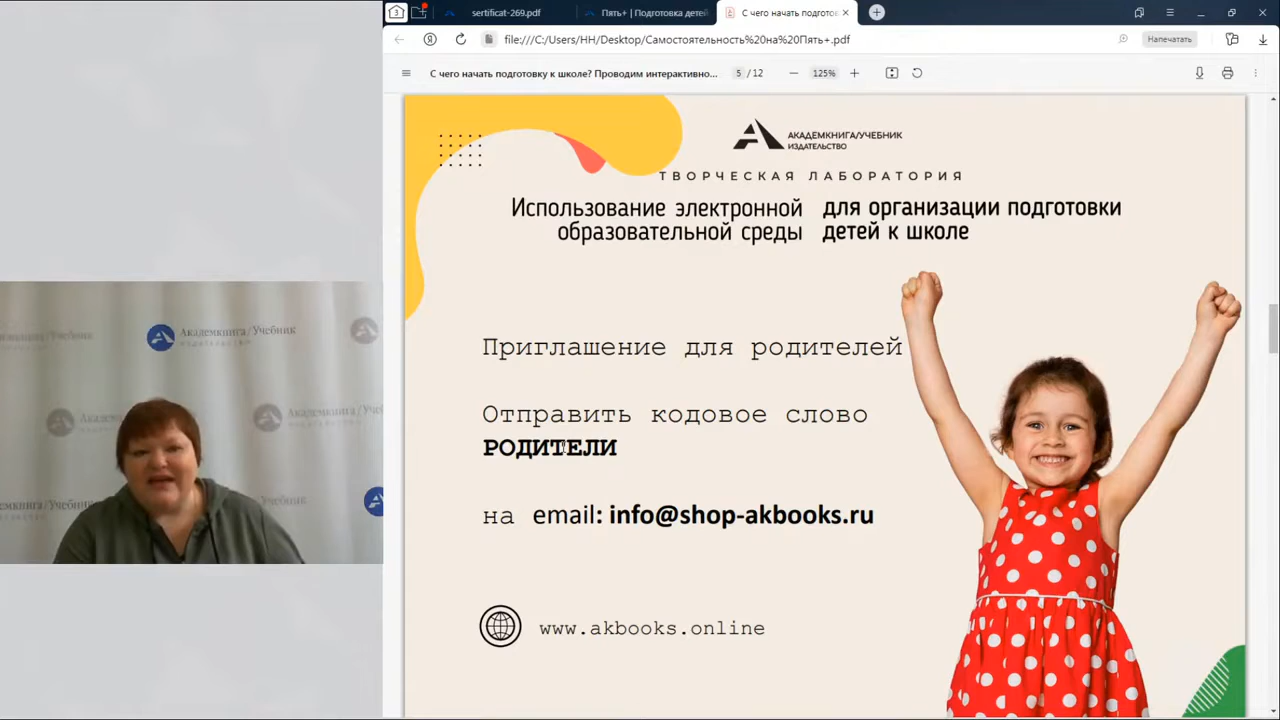 3
sertificat-269.pdf
Пять+ | Подготовка детей
С чего начать подготов
file:///C:/Users/HH/Desktop/Самостоятельность%20на%20Пять+.pdf
Напечатать
С чего начать подготовку к школе? Проводим интерактивно...
5 / 12
125%
АКАДЕМКНИГА/УЧЕБНИК
ИЗДАТЕЛЬСТВО
ТВОРЧЕСКАЯ ЛАБОРАТОРИЯ
Использование электронной
образовательной среды
для организации подготовки
детей к школе
Приглашение для родителей
Отправить кодовое слово
РОДИТЕЛИ
на email: info@shop-akbooks.ru
www.akbooks.online
Академкнига/Учебник
ИЗДАТЕЛЬСТВО